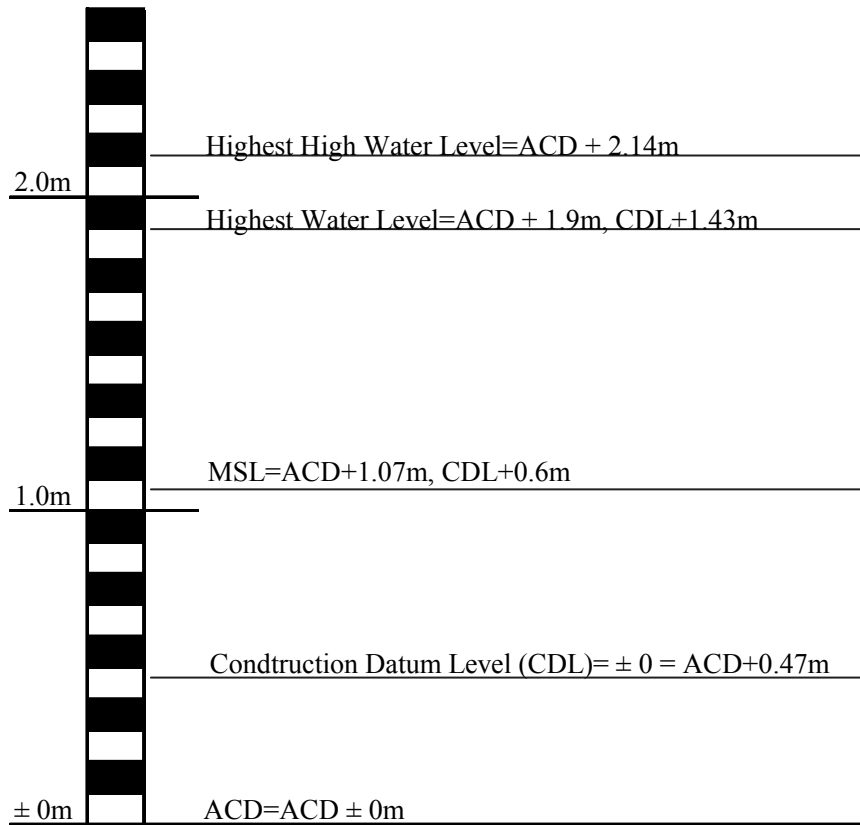 Highest High Water Level=ACD + 2.14m
2.0m
Highest Water Level=ACD + 1.9m, CDL+1.43m
MSL=ACD+1.07m, CDL+0.6m
1.0m
Condtruction Datum Level (CDL)= ± 0 = ACD+0.47m
± 0m
ACD=ACD ± 0m